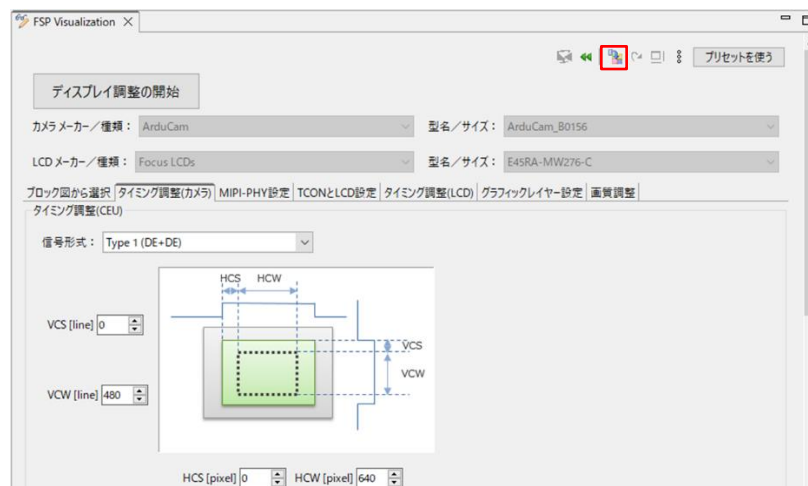 FSP Visualization
プリセットを使う
ディスプレイ調整の開始
カメラ メーカー／種類： ArduCam 型名／サイズ： ArduCam_B0156
LCD メーカー／種類： Focus LCDs 型名／サイズ： E45RA-MW276-C
ブロック図から選択 タイミング調整(カメラ) MIPI-PHY設定 TCONとLCD設定 タイミング調整(LCD) グラフィックレイヤー設定 画質調整
タイミング調整(CEU)
信号形式： Type 1 (DE+DE)
HCS HCW
VCS [line] 0
VCS
VCW
VCW [line] 480
HCS [pixel] 0 HCW [pixel] 640